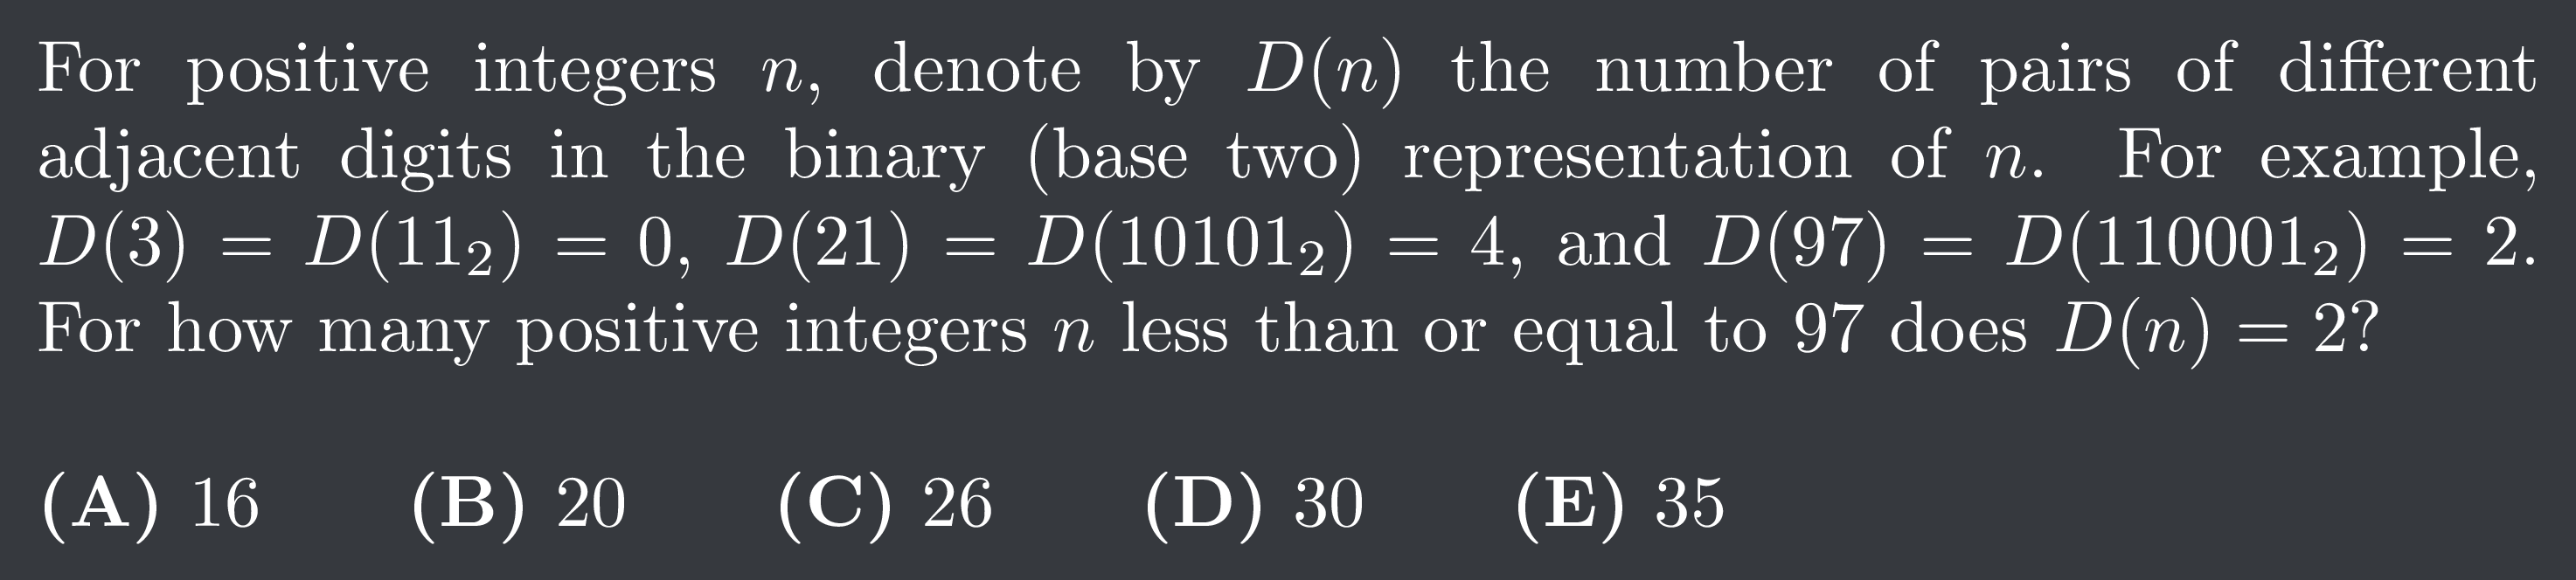 For positive integers n, denote by D(n) the number of pairs of different
adjacent digits in the binary (base two) representation of n. For example,
D(3) = D(11₂) = 0, D(21) = D(10101₂) = 4, and D(97) = D(110001₂) = 2.
For how many positive integers n less than or equal to 97 does D(n) = 2?
(A) 16 (B) 20 (C) 26 (D) 30 (E) 35